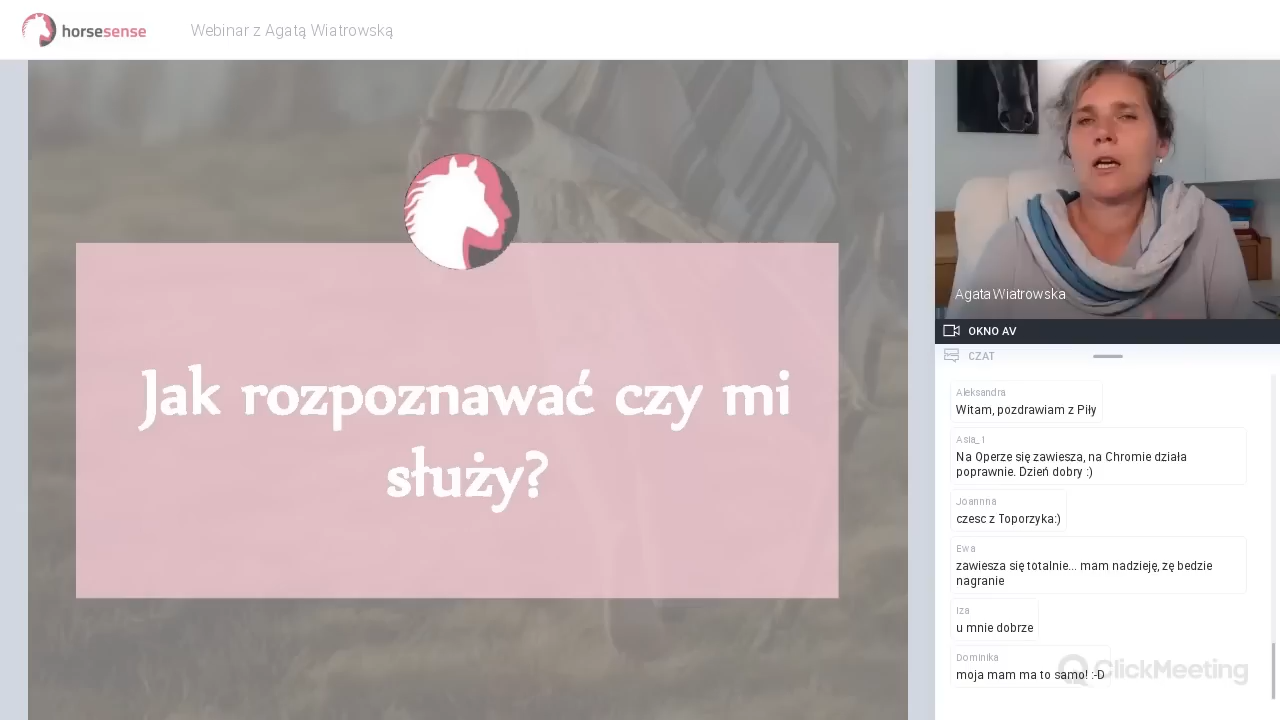 horsesense
Webinar z Agatą Wiatrowską
Jak rozpoznawać czy mi
służy?
Agata Wiatrowska
OKNO AV
CZAT
Aleksandra
Witam, pozdrawiam z Piły
Asia_1
Na Operze się zawiesza, na Chromie działa
poprawnie. Dzień dobry :)
Joannna
czesc z Toporzyka:)
Ewa
zawiesza się totalnie... mam nadzieję, zę bedzie
nagranie
Iza
u mnie dobrze
Dominika
moja mam ma to samo! :-D
ClickMeeting